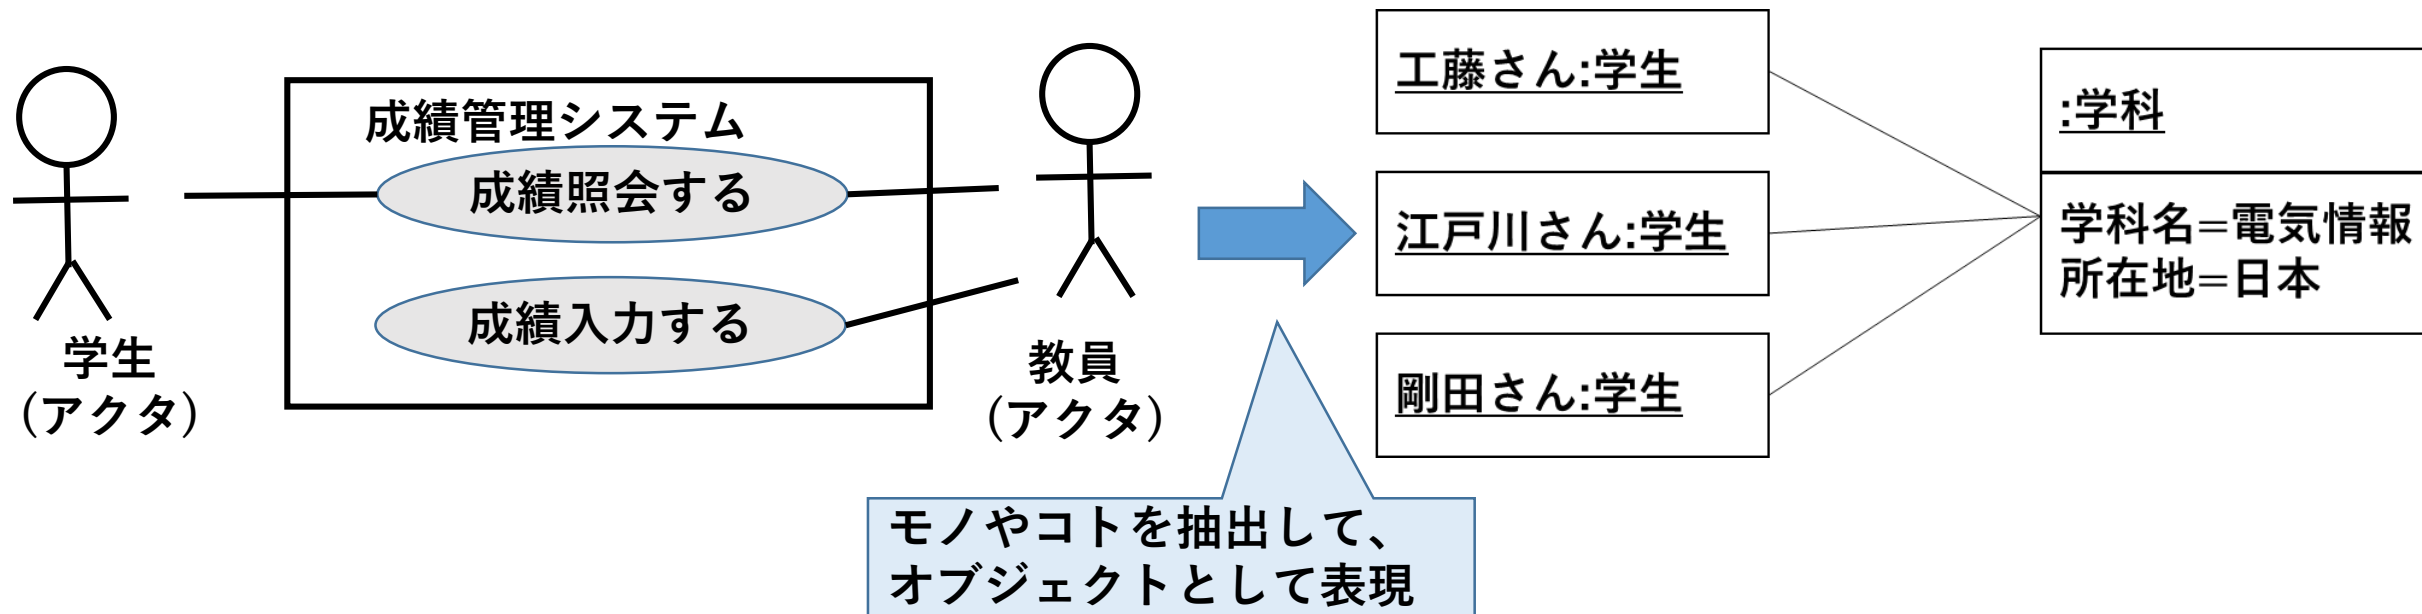 成績管理システム
成績照会する
成績入力する
学生
(アクタ)
教員
(アクタ)
モノやコトを抽出して、
オブジェクトとして表現
工藤さん:学生
江戸川さん:学生
剛田さん:学生
:学科
学科名=電気情報
所在地=日本